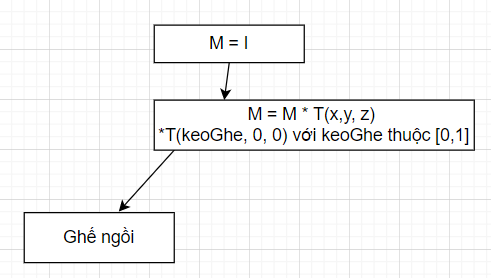 M = I
M = M * T(x,y, z)
*T(keoGhe, 0, 0) với keoGhe thuộc [0,1]
Ghế ngồi